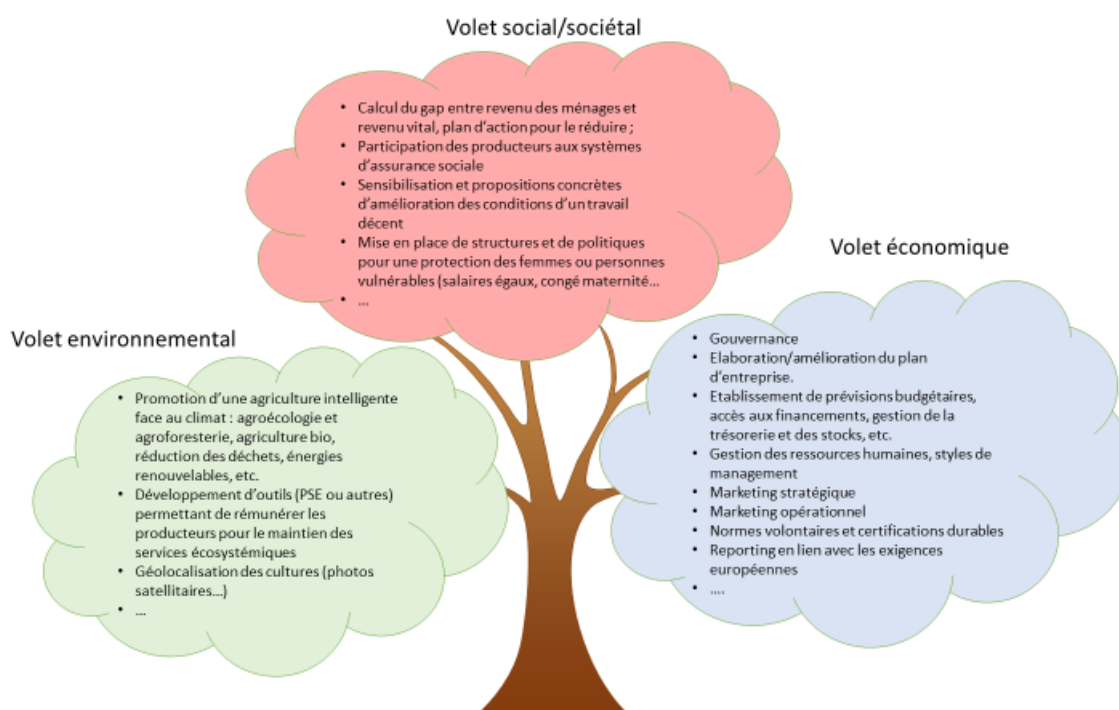 Volet social/sociétal
• Calcul du gap entre revenu des ménages et
revenu vital, plan d'action pour le réduire ;
• Participation des producteurs aux systèmes
d'assurance sociale
• Sensibilisation et propositions concrètes
d'amélioration des conditions d'un travail
décent
• Mise en place de structures et de politiques
pour une protection des femmes ou personnes
vulnérables (salaires égaux, congé maternité…
• …
Volet environnemental
• Promotion d'une agriculture intelligente
face au climat : agroécologie et
agroforesterie, agriculture bio,
réduction des déchets, énergies
renouvelables, etc.
• Développement d'outils (PSE ou autres)
permettant de rémunérer les
producteurs pour le maintien des
services écosystémiques
• Géolocalisation des cultures (photos
satellitaires…)
• …
Volet économique
• Gouvernance
• Elaboration/amélioration du plan
d'entreprise.
• Etablissement de prévisions budgétaires,
accès aux financements, gestion de la
trésorerie et des stocks, etc.
• Gestion des ressources humaines, styles de
management
• Marketing stratégique
• Marketing opérationnel
• Normes volontaires et certifications durables
• Reporting en lien avec les exigences
européennes
• ….